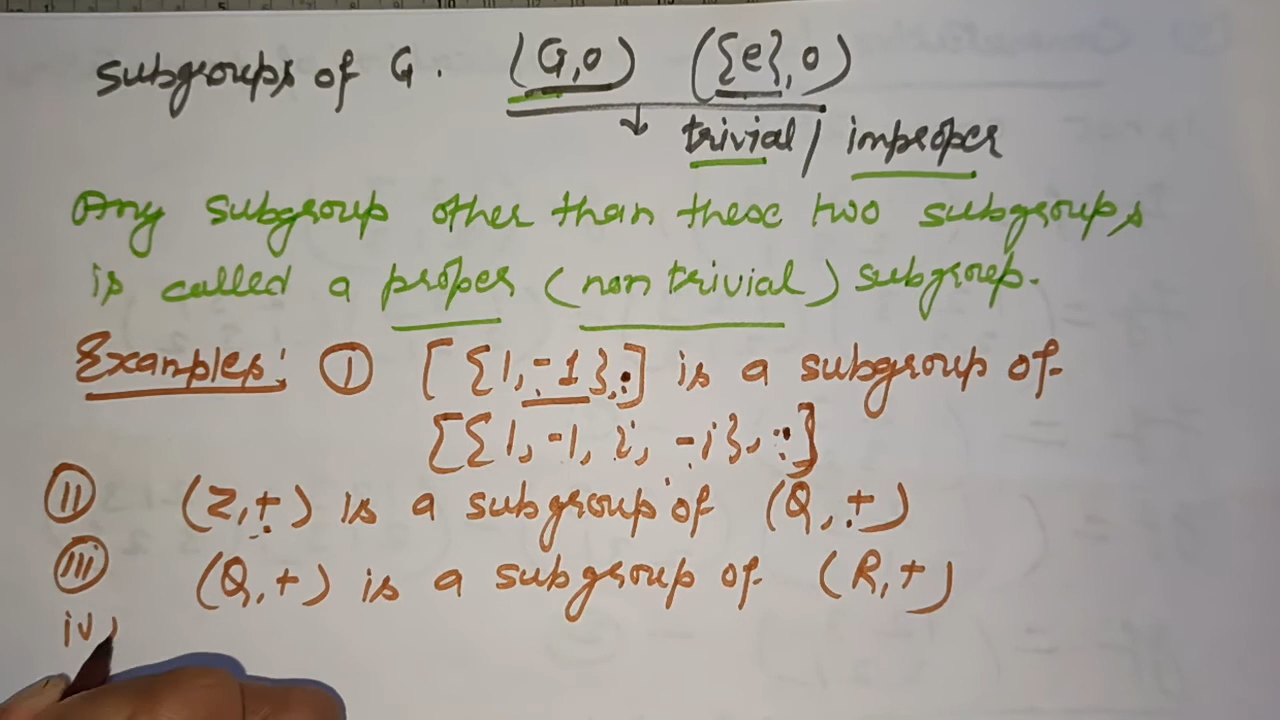 subgroups of G. (G,o) ({e},o)
↓ trivial / improper
Any subgroup other than these two subgroups
is called a proper (non trivial) subgroup.
Examples: (I) [{1,-1},·] is a subgroup of
[{1,-1,i,-i},·]
(II) (Z,+) is a subgroup of (Q,+)
(III) (Q,+) is a subgroup of (R,+)
iv)